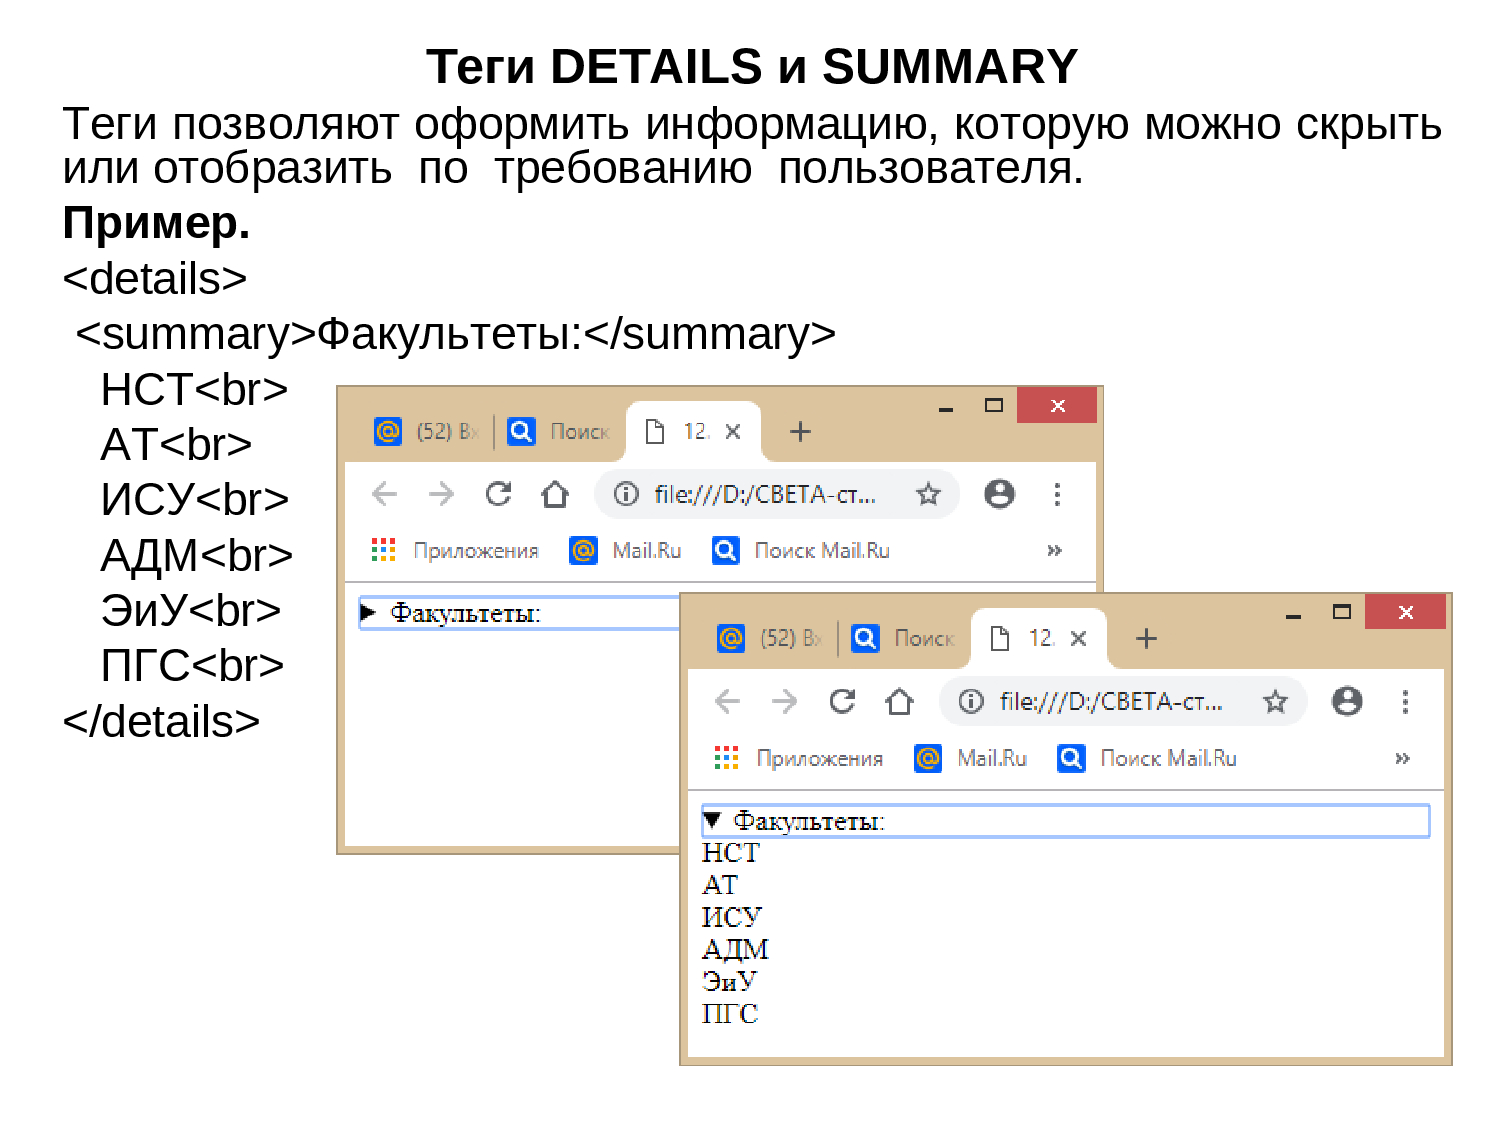 Теги DETAILS и SUMMARY
Теги позволяют оформить информацию, которую можно скрыть
или отобразить по требованию пользователя.
Пример.
<details>
<summary>Факультеты:</summary>
НСТ<br>
АТ<br>
ИСУ<br>
АДМ<br>
ЭиУ<br>
ПГС<br>
</details>
(52) Вх Поиск 12.
file:///D:/СВЕТА-ст...
Приложения Mail.Ru Поиск Mail.Ru »
Факультеты:
(52) Вх Поиск 12.
file:///D:/СВЕТА-ст...
Приложения Mail.Ru Поиск Mail.Ru »
Факультеты:
НСТ
АТ
ИСУ
АДМ
ЭиУ
ПГС